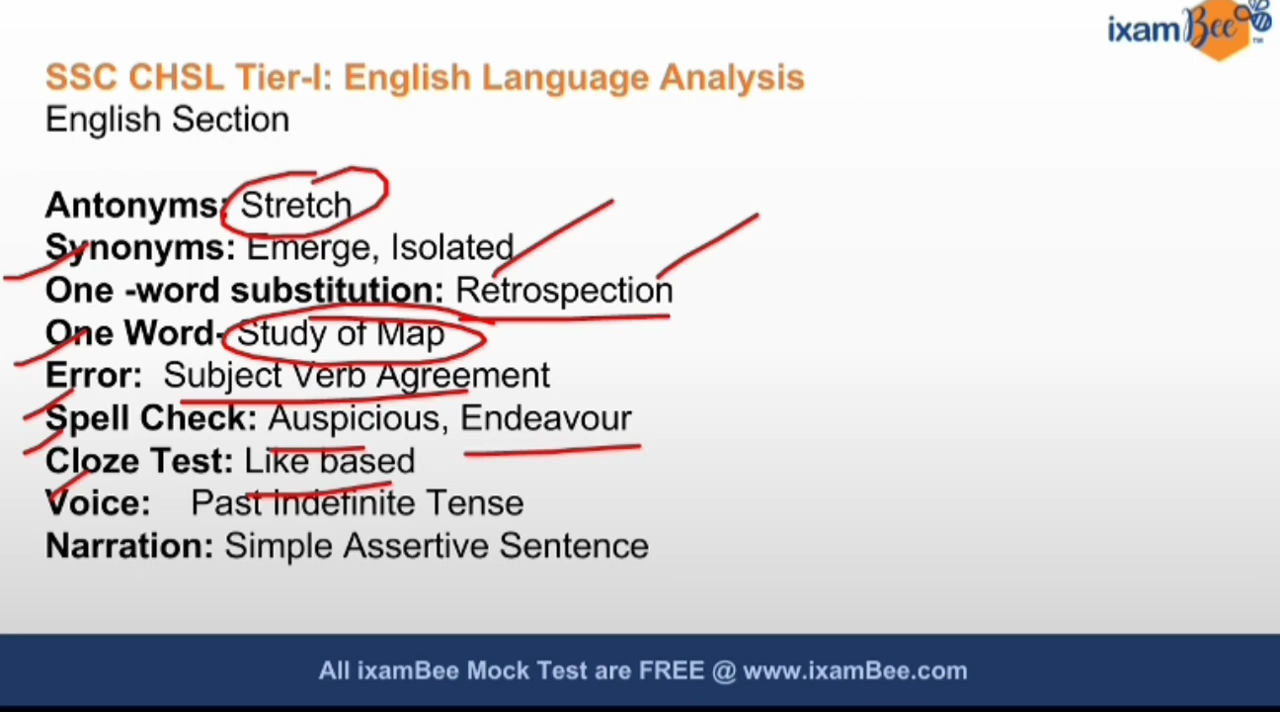 ixamBee™
SSC CHSL Tier-I: English Language Analysis
English Section
Antonyms: Stretch
Synonyms: Emerge, Isolated
One -word substitution: Retrospection
One Word- Study of Map
Error: Subject Verb Agreement
Spell Check: Auspicious, Endeavour
Cloze Test: Like based
Voice: Past Indefinite Tense
Narration: Simple Assertive Sentence
All ixamBee Mock Test are FREE @ www.ixamBee.com